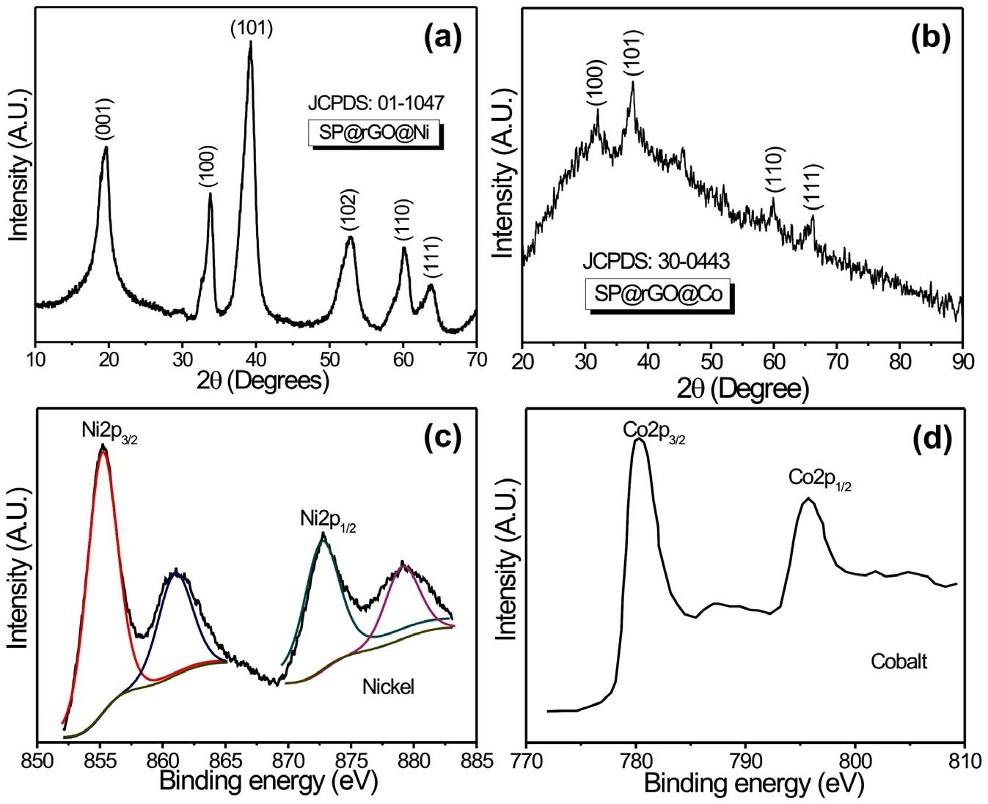 (a)
Intensity (A.U.)
(001)
(100)
(101)
(102)
(110)
(111)
JCPDS: 01-1047
SP@rGO@Ni
10 20 30 40 50 60 70
2θ (Degrees)
(b)
Intensity (A.U.)
(100)
(101)
(110)
(111)
JCPDS: 30-0443
SP@rGO@Co
20 30 40 50 60 70 80 90
2θ (Degree)
(c)
Intensity (A.U.)
Ni2p3/2
Ni2p1/2
Nickel
850 855 860 865 870 875 880 885
Binding energy (eV)
(d)
Intensity (A.U.)
Co2p3/2
Co2p1/2
Cobalt
770 780 790 800 810
Binding energy (eV)